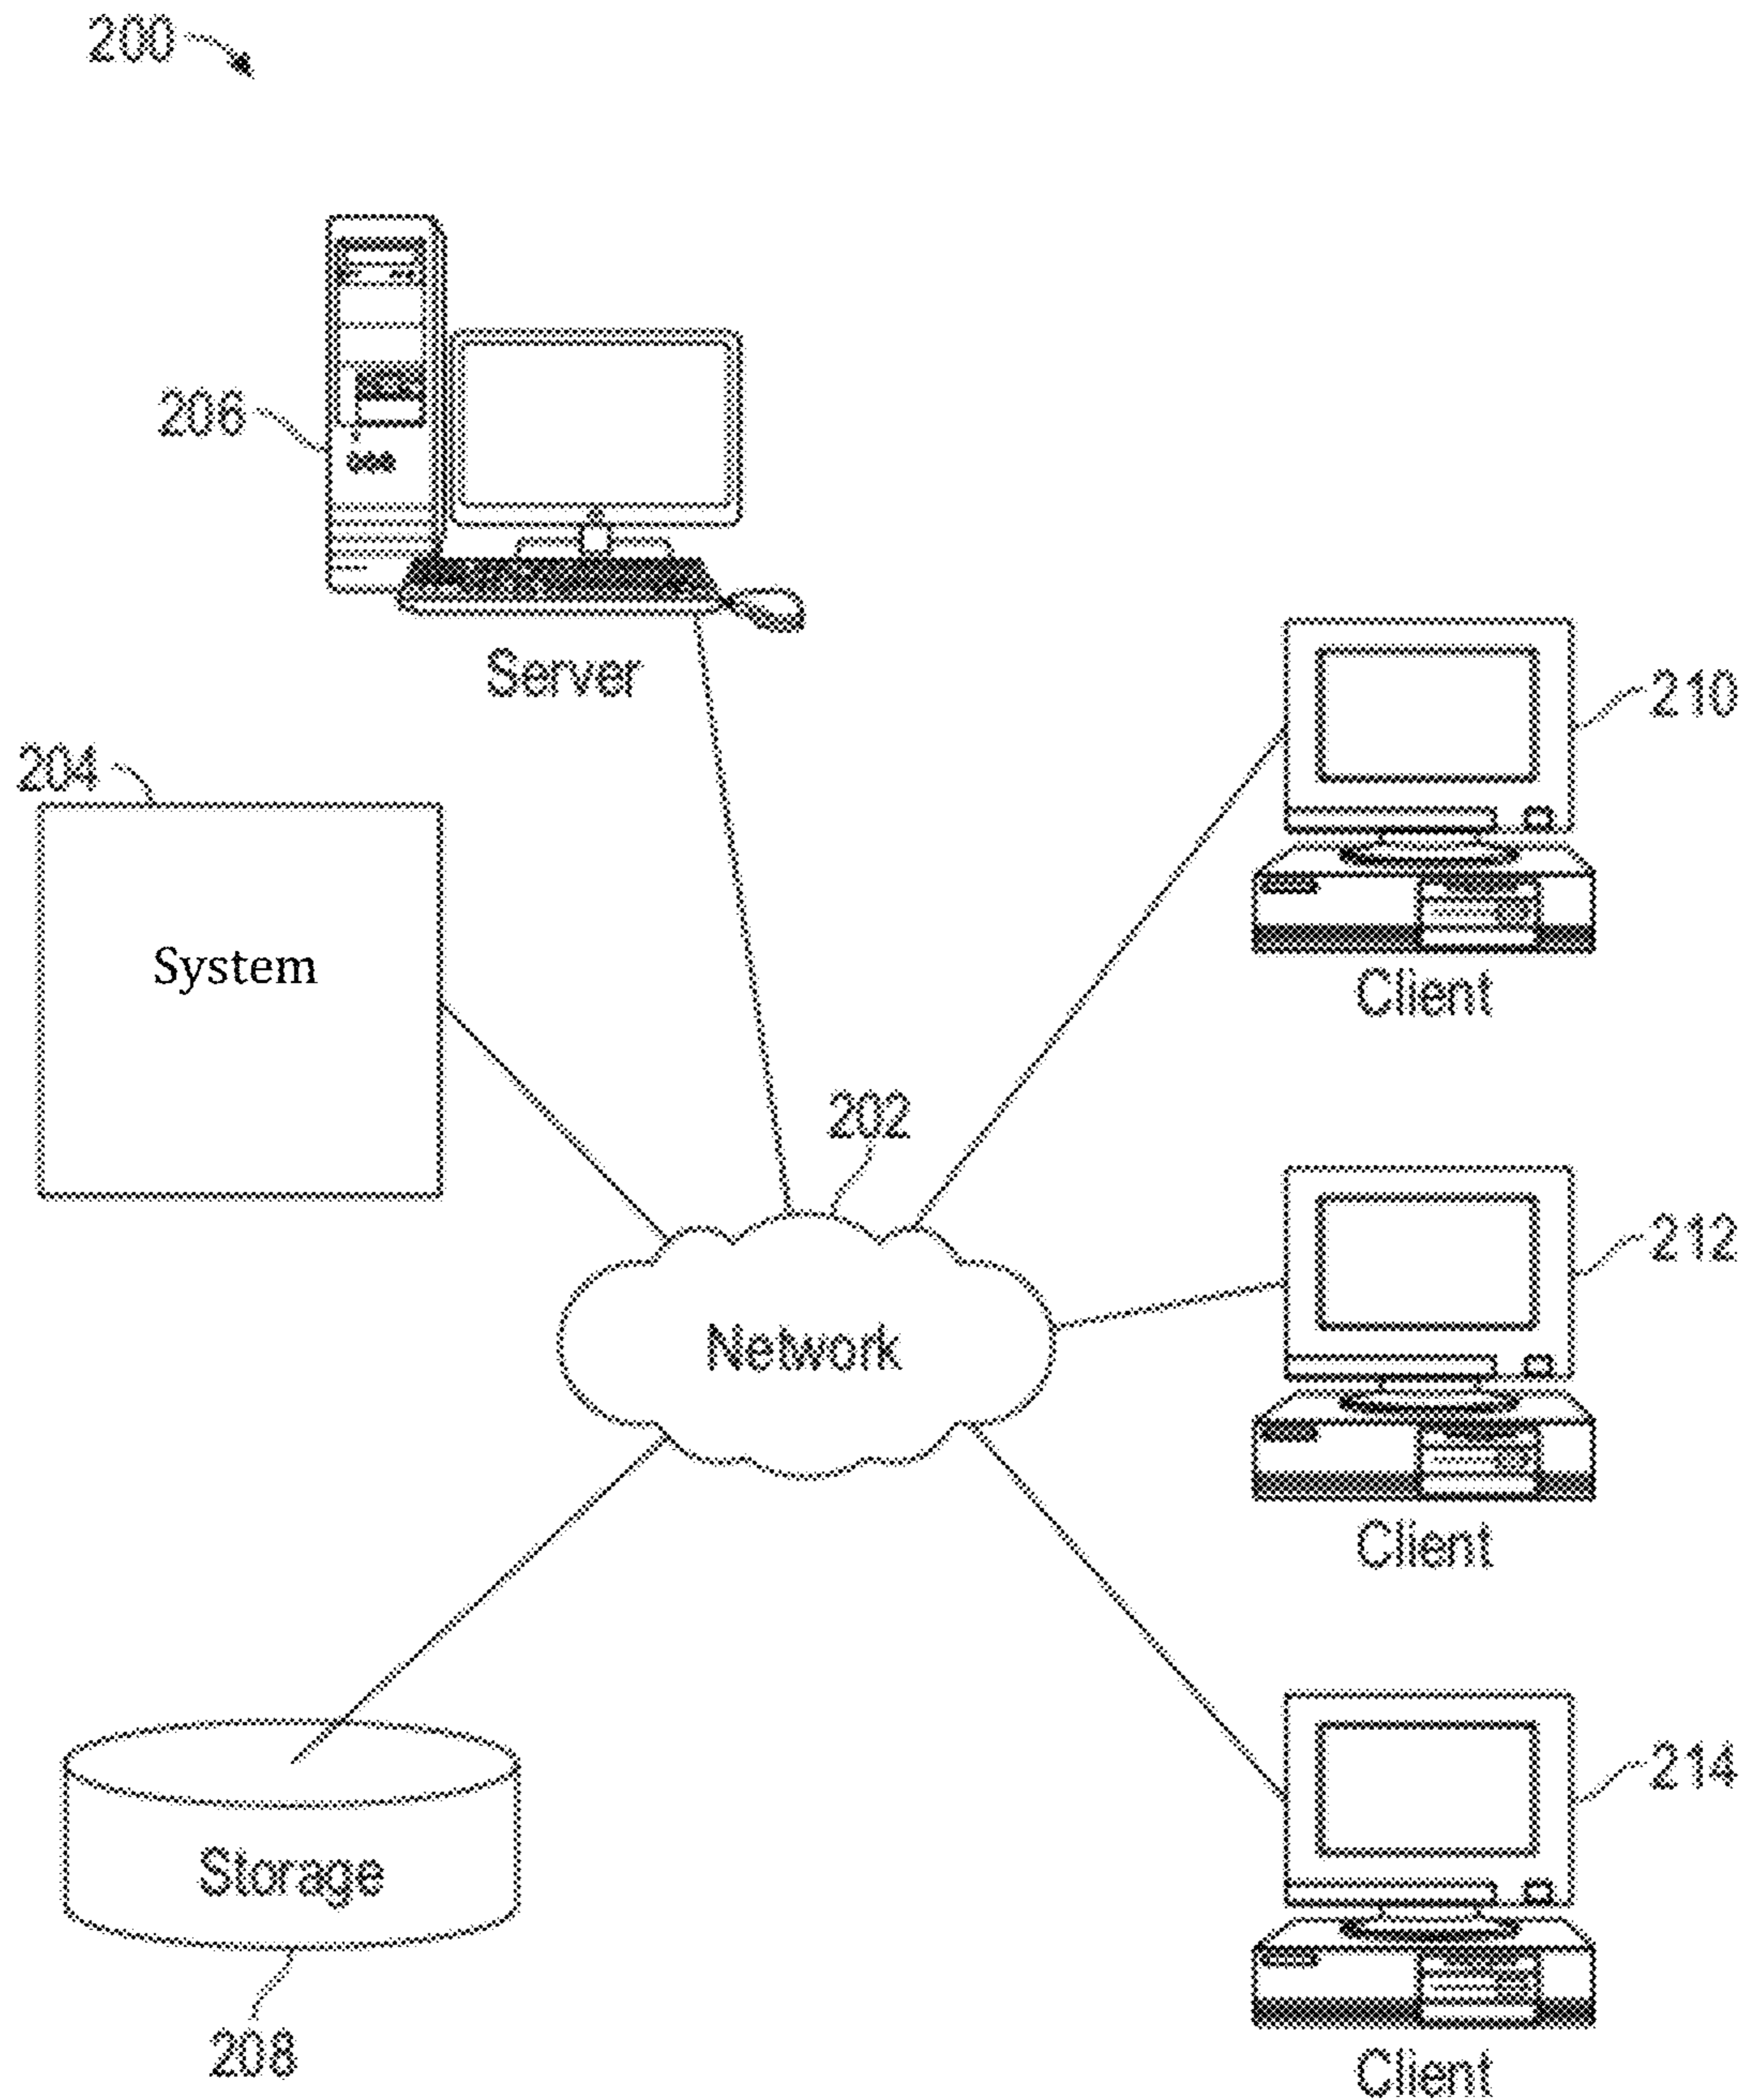 200
206
Server
210
204
System
Client
202
212
Network
Client
214
Storage
208
Client